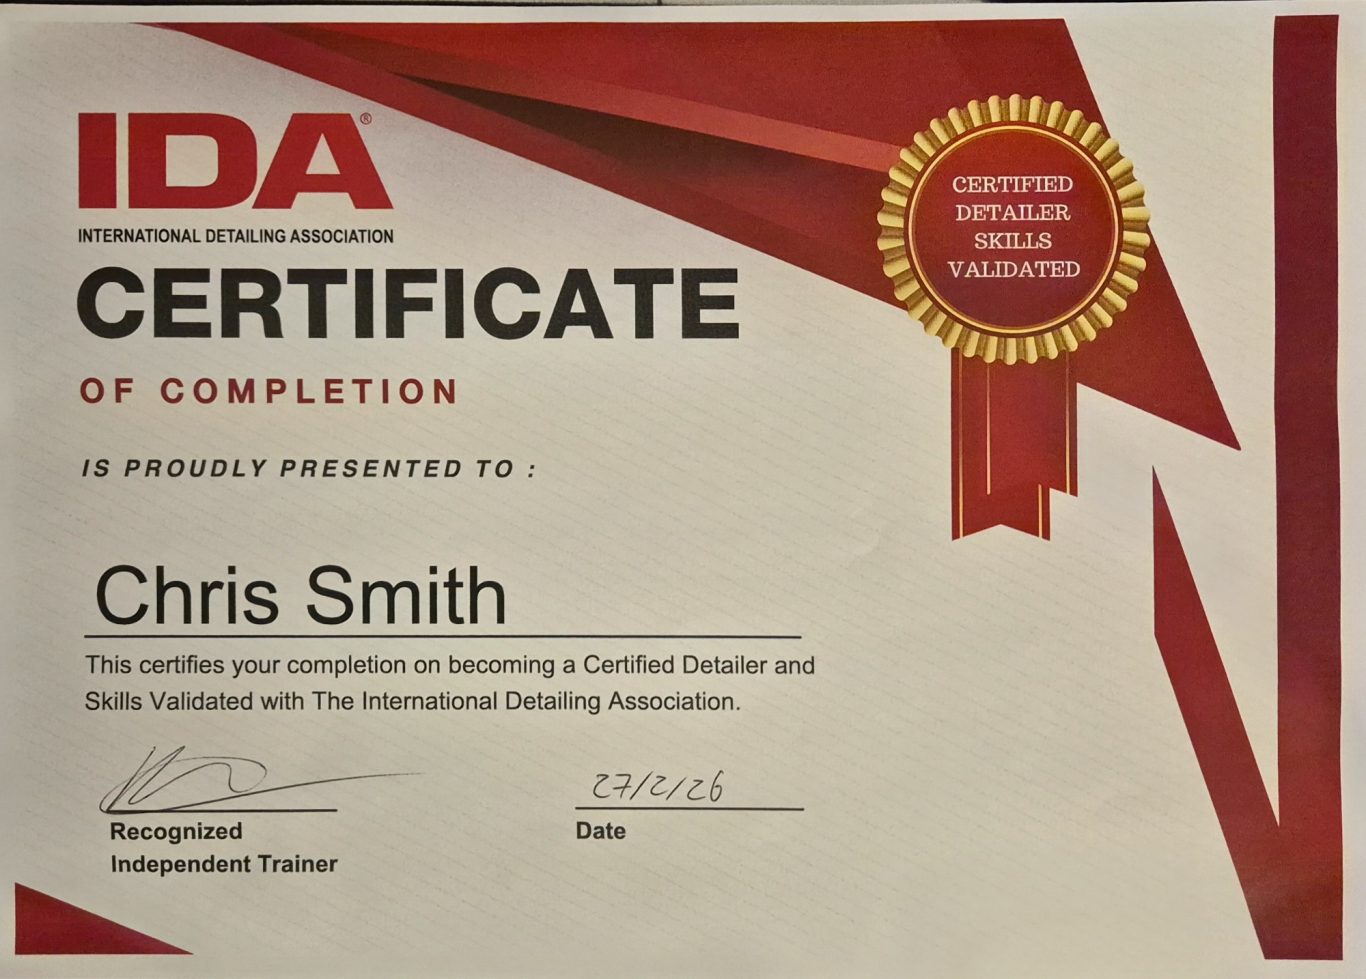 IDA®
INTERNATIONAL DETAILING ASSOCIATION
CERTIFICATE
OF COMPLETION
IS PROUDLY PRESENTED TO :
CERTIFIED
DETAILER
SKILLS
VALIDATED
Chris Smith
This certifies your completion on becoming a Certified Detailer and
Skills Validated with The International Detailing Association.
27/2/26
Recognized
Independent Trainer
Date